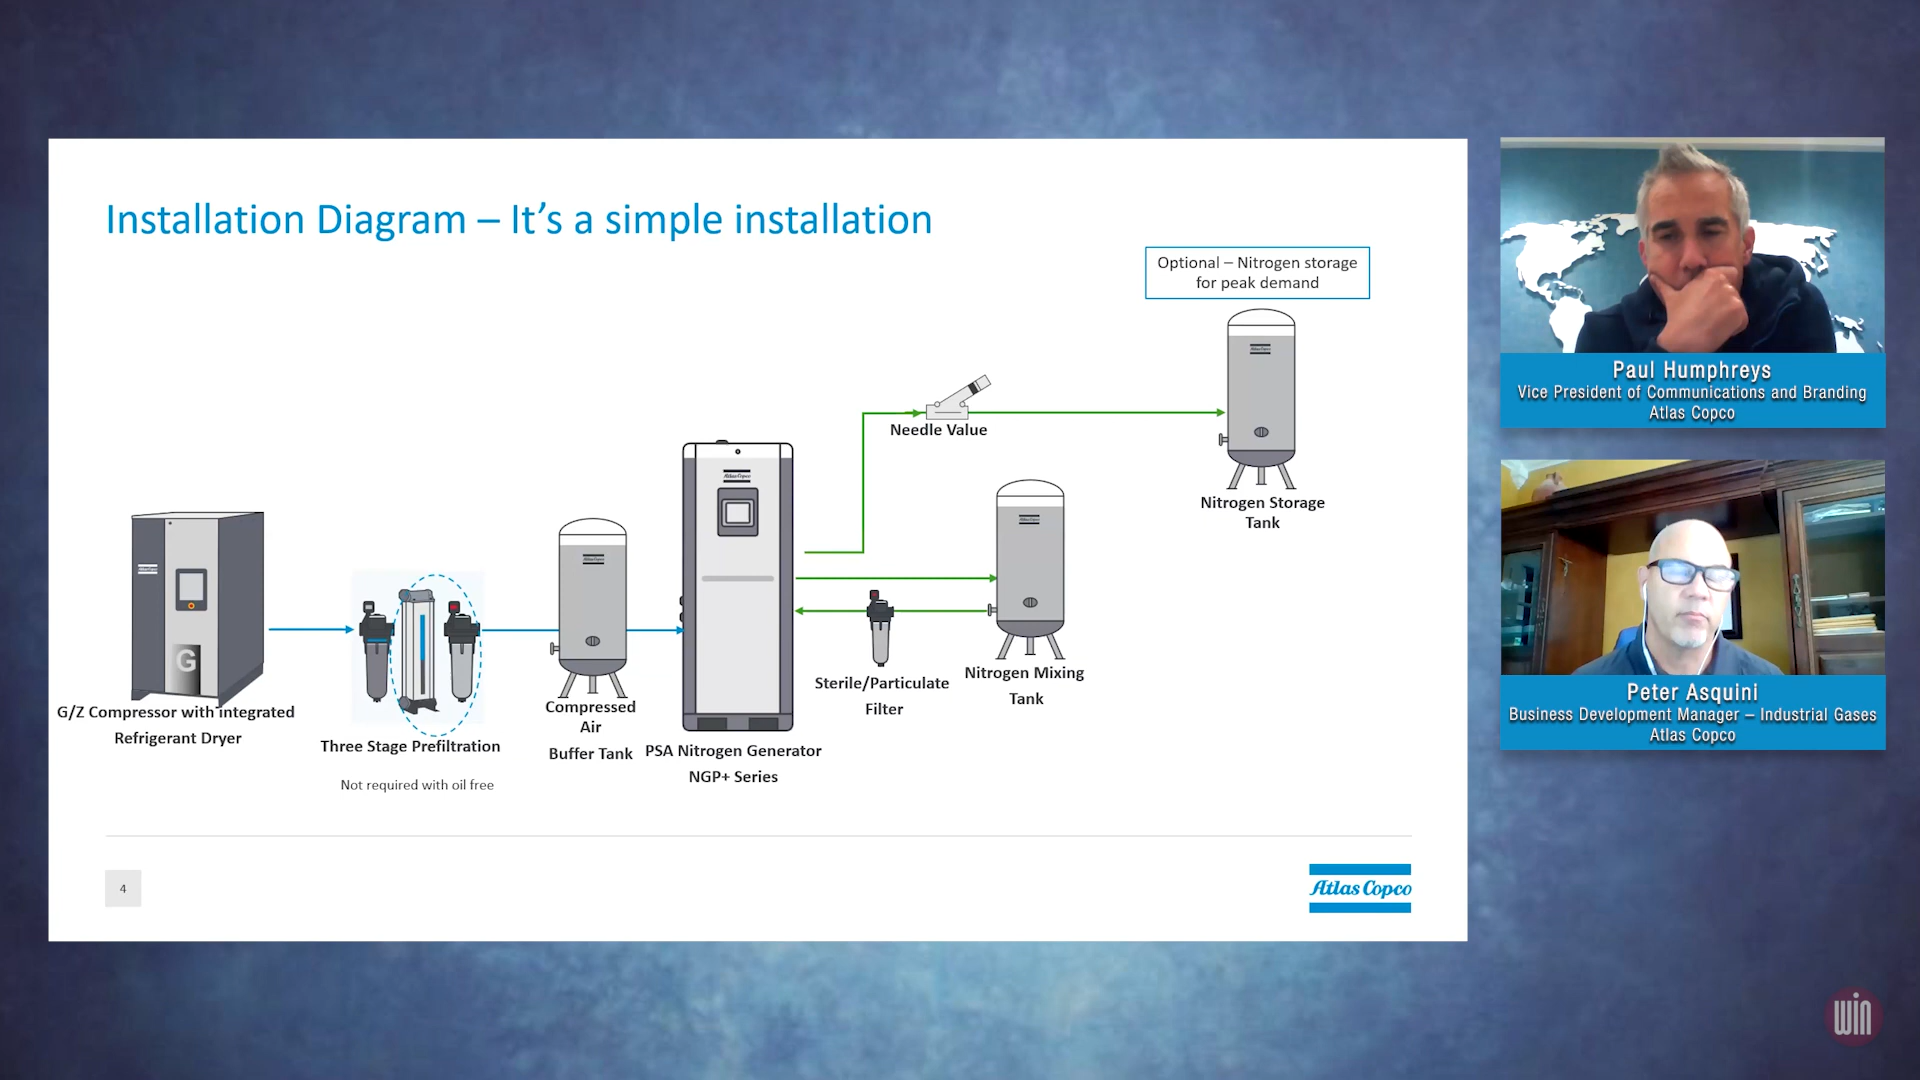 Installation Diagram – It's a simple installation
Optional – Nitrogen storage
for peak demand
Needle Value
Nitrogen Storage
Tank
G/Z Compressor with integrated
Refrigerant Dryer
G
Three Stage Prefiltration
Not required with oil free
Compressed
Air
Buffer Tank
Atlas Copco
PSA Nitrogen Generator
NGP+ Series
Sterile/Particulate
Filter
Nitrogen Mixing
Tank
4
Atlas Copco
Paul Humphreys
Vice President of Communications and Branding
Atlas Copco
Peter Asquini
Business Development Manager – Industrial Gases
Atlas Copco
win